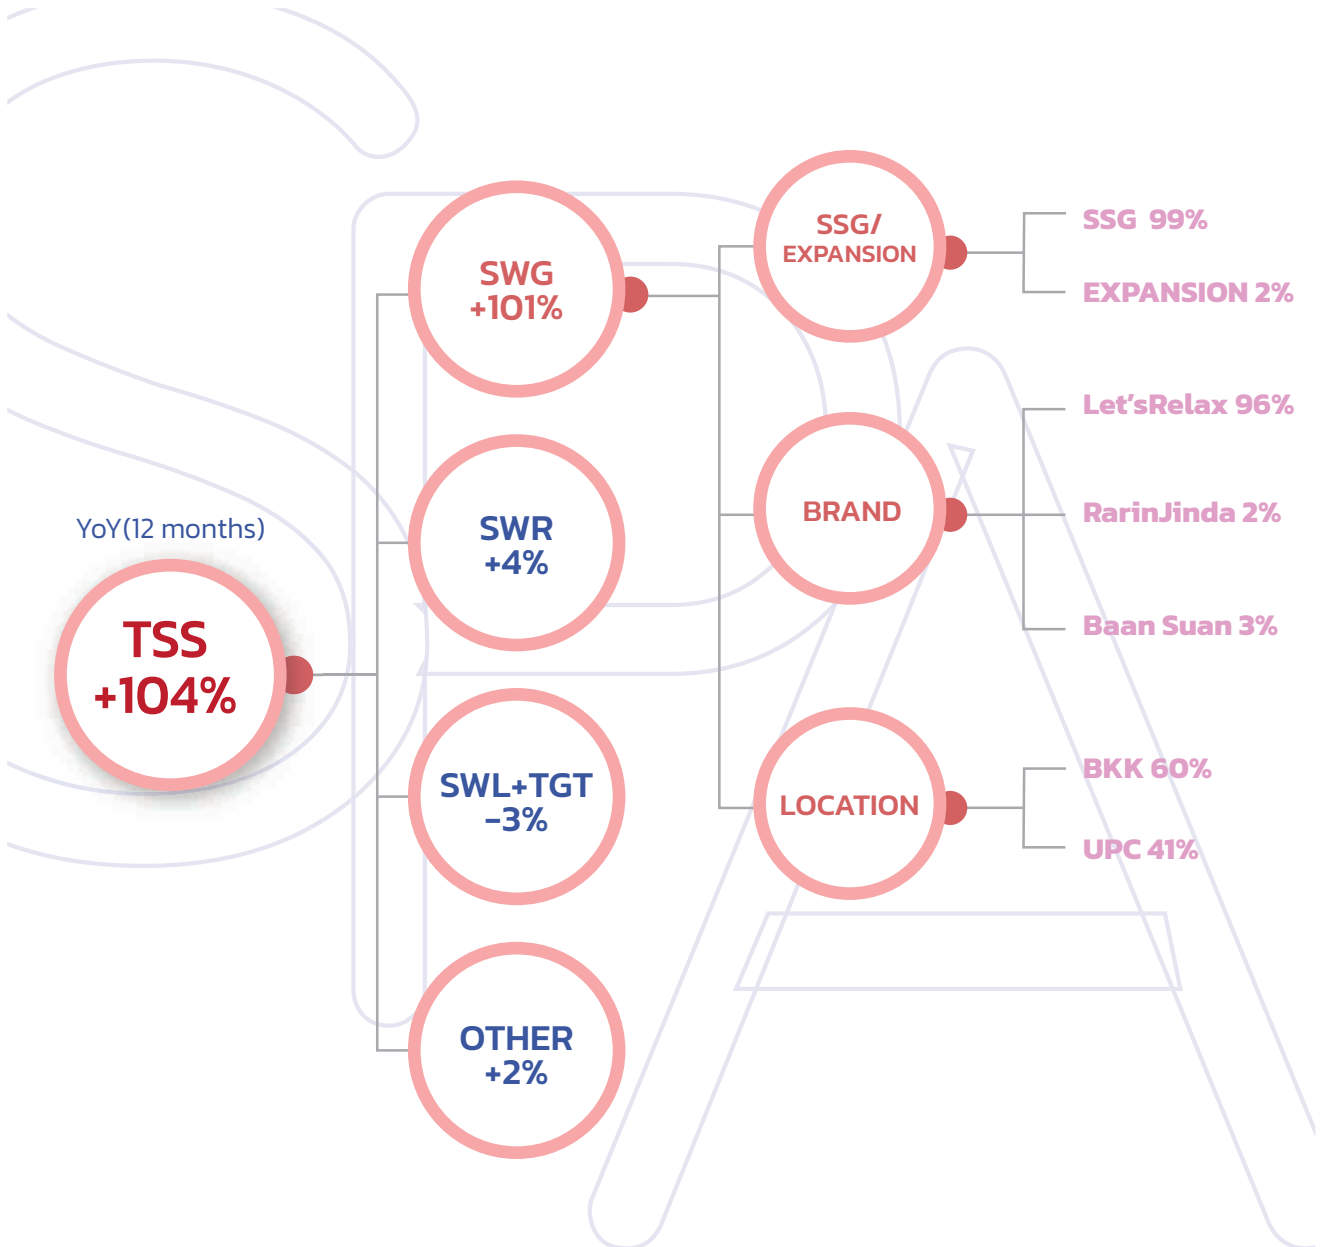 YoY(12 months)
TSS
+104%
SWG
+101%
SWR
+4%
SWL+TGT
-3%
OTHER
+2%
SSG/
EXPANSION
SSG 99%
EXPANSION 2%
BRAND
Let'sRelax 96%
RarinJinda 2%
Baan Suan 3%
LOCATION
BKK 60%
UPC 41%
SPA